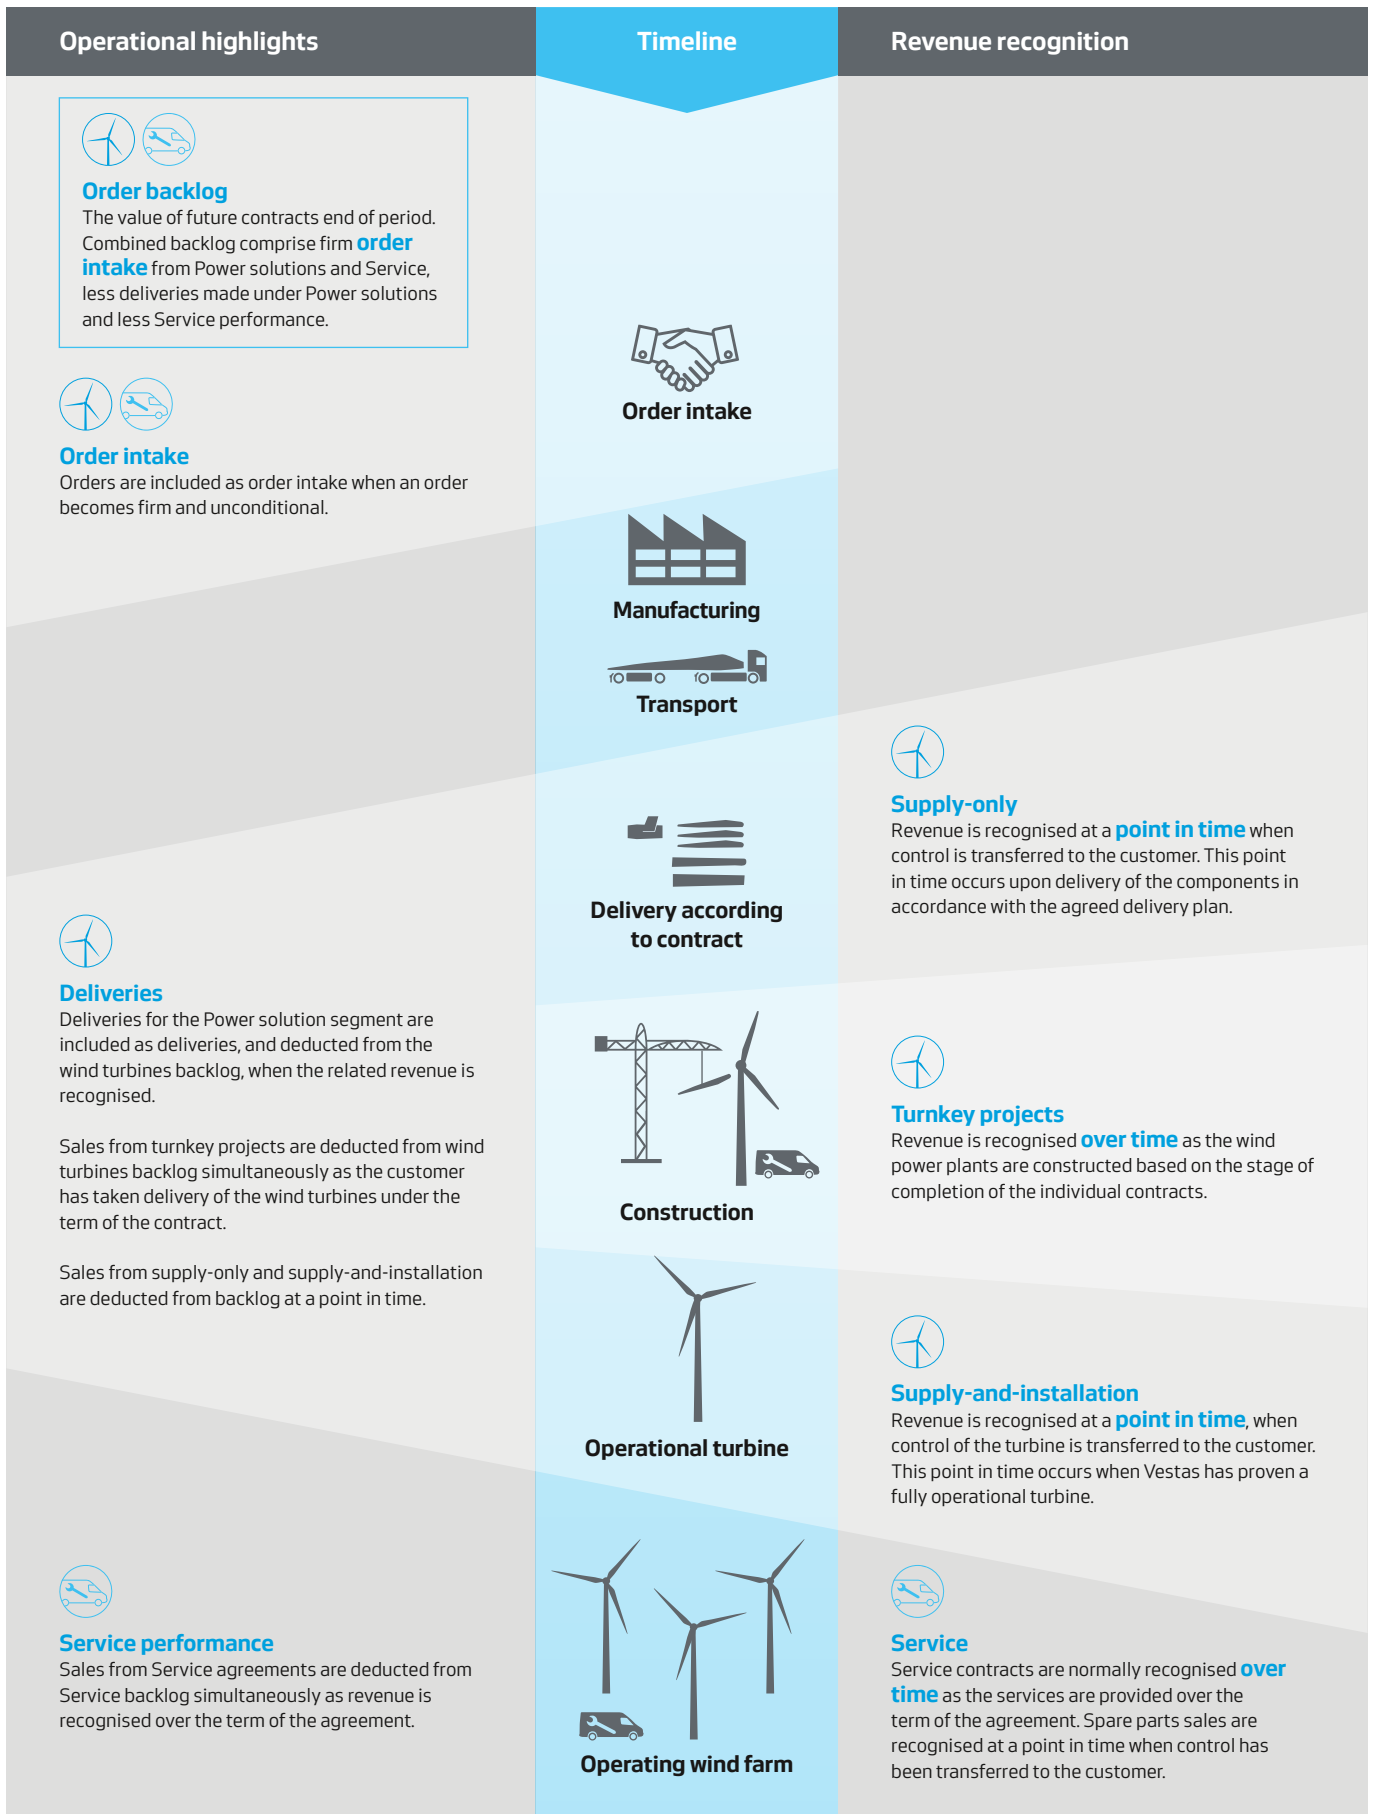 Operational highlights
Timeline
Revenue recognition
Order backlog
The value of future contracts end of period.
Combined backlog comprise firm order
intake from Power solutions and Service,
less deliveries made under Power solutions
and less Service performance.
Order intake
Orders are included as order intake when an order
becomes firm and unconditional.
Deliveries
Deliveries for the Power solution segment are
included as deliveries, and deducted from the
wind turbines backlog, when the related revenue is
recognised.
Sales from turnkey projects are deducted from wind
turbines backlog simultaneously as the customer
has taken delivery of the wind turbines under the
term of the contract.
Sales from supply-only and supply-and-installation
are deducted from backlog at a point in time.
Service performance
Sales from Service agreements are deducted from
Service backlog simultaneously as revenue is
recognised over the term of the agreement.
Order intake
Manufacturing
Transport
Delivery according
to contract
Construction
Operational turbine
Operating wind farm
Supply-only
Revenue is recognised at a point in time when
control is transferred to the customer. This point
in time occurs upon delivery of the components in
accordance with the agreed delivery plan.
Turnkey projects
Revenue is recognised over time as the wind
power plants are constructed based on the stage of
completion of the individual contracts.
Supply-and-installation
Revenue is recognised at a point in time, when
control of the turbine is transferred to the customer.
This point in time occurs when Vestas has proven a
fully operational turbine.
Service
Service contracts are normally recognised over
time as the services are provided over the
term of the agreement. Spare parts sales are
recognised at a point in time when control has
been transferred to the customer.